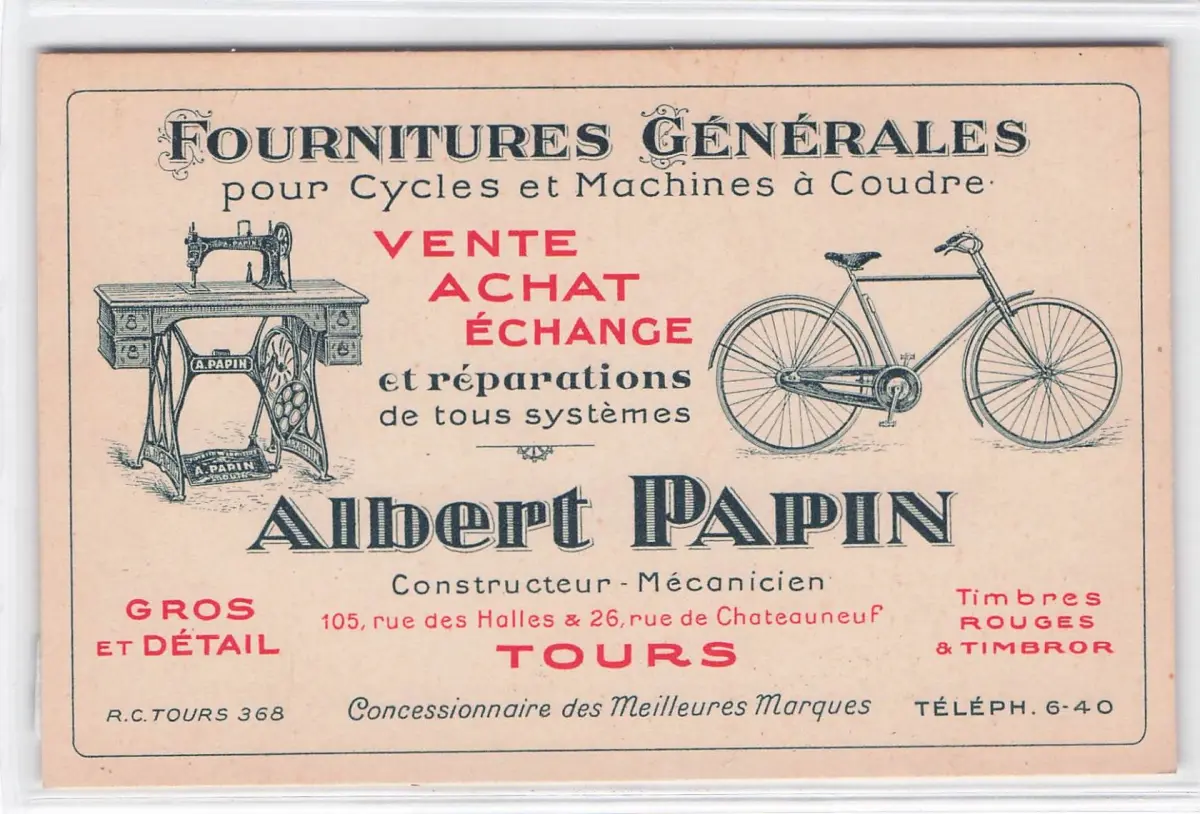 FOURNITURES GÉNÉRALES
pour Cycles et Machines à Coudre
VENTE
ACHAT
ÉCHANGE
et réparations
de tous systèmes
A. PAPIN
A. PAPIN
Albert PAPIN
Constructeur - Mécanicien
105, rue des Halles & 26, rue de Chateauneuf
TOURS
GROS
ET DÉTAIL
Timbres
ROUGES
& TIMBROR
R.C. TOURS 368
Concessionnaire des Meilleures Marques
TÉLÉPH. 6-40